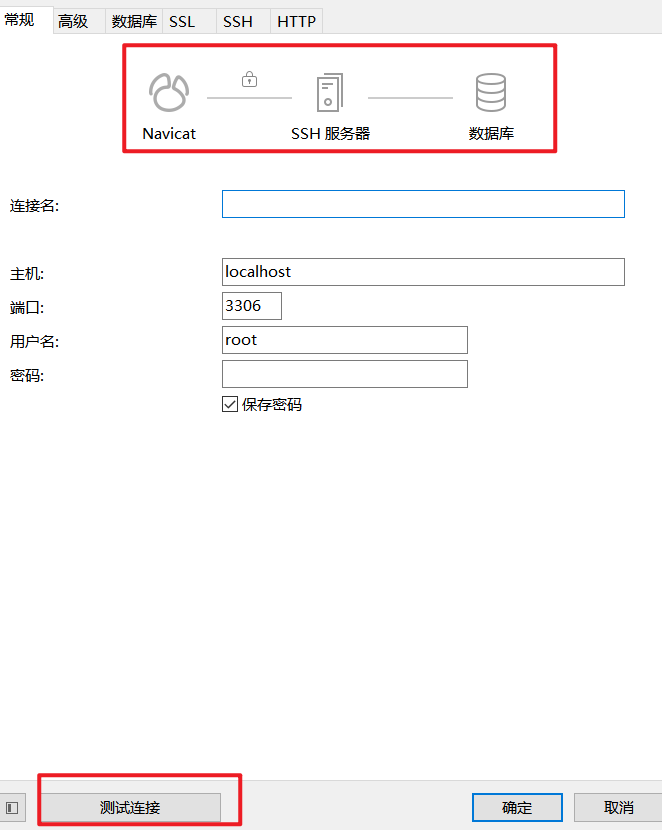 常规 高级 数据库 SSL SSH HTTP
Navicat SSH 服务器 数据库
连接名:
主机: localhost
端口: 3306
用户名: root
密码:
保存密码
测试连接 确定 取消